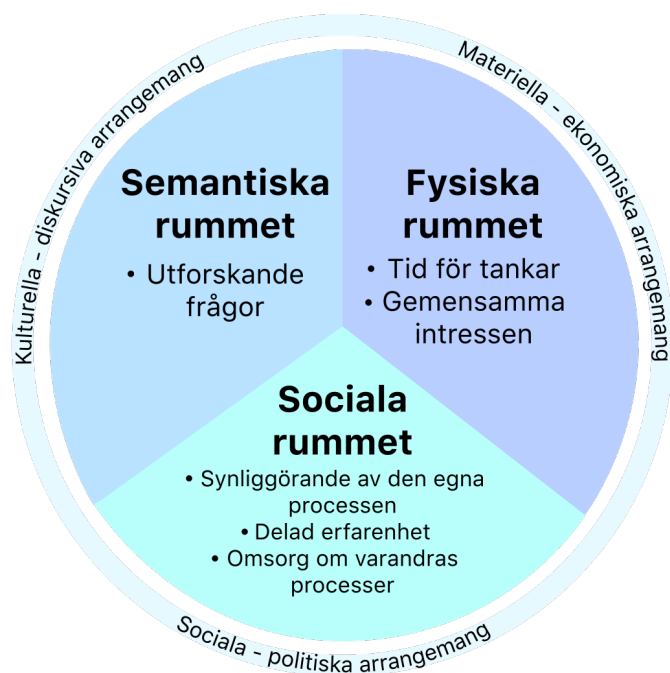 Kulturella - diskursiva arrangemang
Materiella - ekonomiska arrangemang
Semantiska
rummet
• Utforskande
frågor
Fysiska
rummet
• Tid för tankar
• Gemensamma
intressen
Sociala
rummet
• Synliggörande av den egna
processen
• Delad erfarenhet
• Omsorg om varandras
processer
Sociala - politiska arrangemang